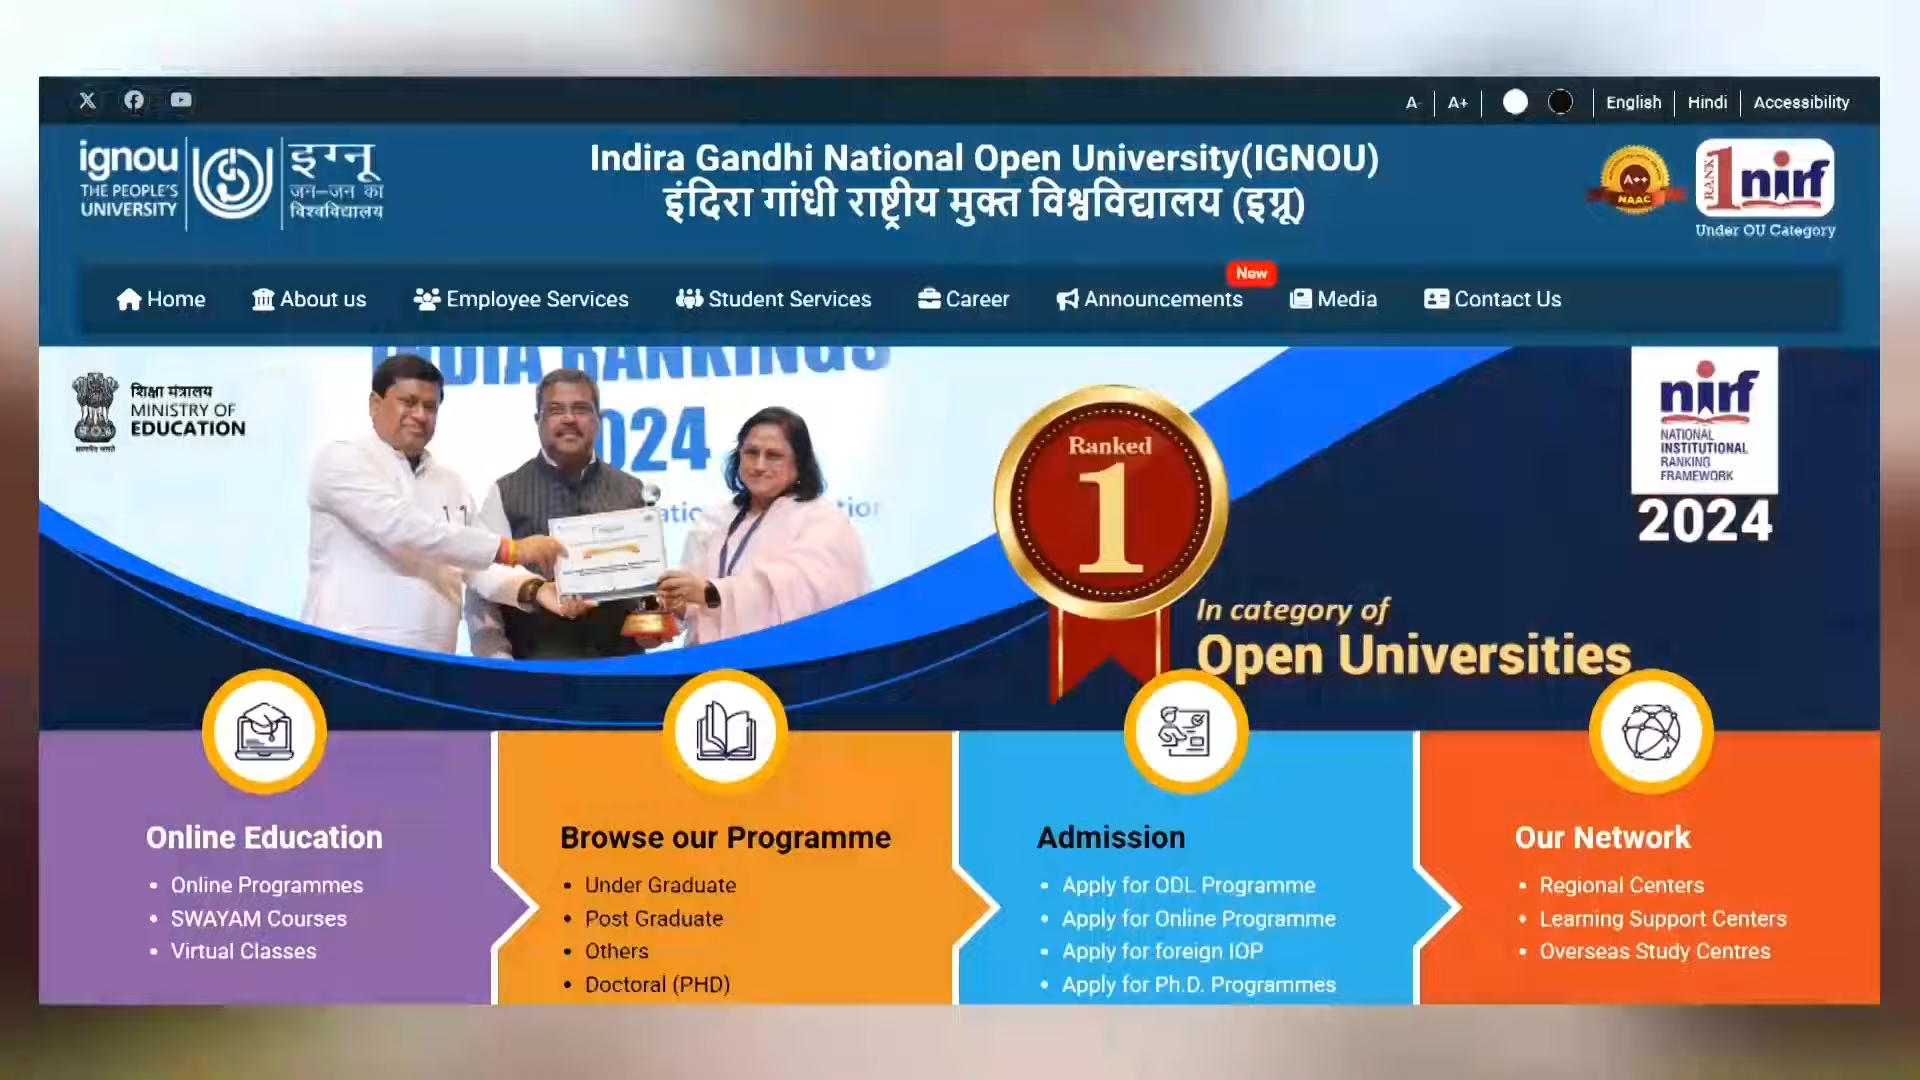 A-
A+
English
Hindi
Accessibility
ignou
THE PEOPLE'S
UNIVERSITY
इग्नू
जन-जन का
विश्वविद्यालय
Indira Gandhi National Open University(IGNOU)
इंदिरा गांधी राष्ट्रीय मुक्त विश्वविद्यालय (इग्नू)
A++
NAAC
RANK
1
nirf
Under OU Category
New
Home
About us
Employee Services
Student Services
Career
Announcements
Media
Contact Us
शिक्षा मंत्रालय
MINISTRY OF
EDUCATION
INDIA RANKINGS
2024
Ranked
1
In category of
Open Universities
nirf
NATIONAL
INSTITUTIONAL
RANKING
FRAMEWORK
2024
Online Education
• Online Programmes
• SWAYAM Courses
• Virtual Classes
Browse our Programme
• Under Graduate
• Post Graduate
• Others
• Doctoral (PHD)
Admission
• Apply for ODL Programme
• Apply for Online Programme
• Apply for foreign IOP
• Apply for Ph.D. Programmes
Our Network
• Regional Centers
• Learning Support Centers
• Overseas Study Centres